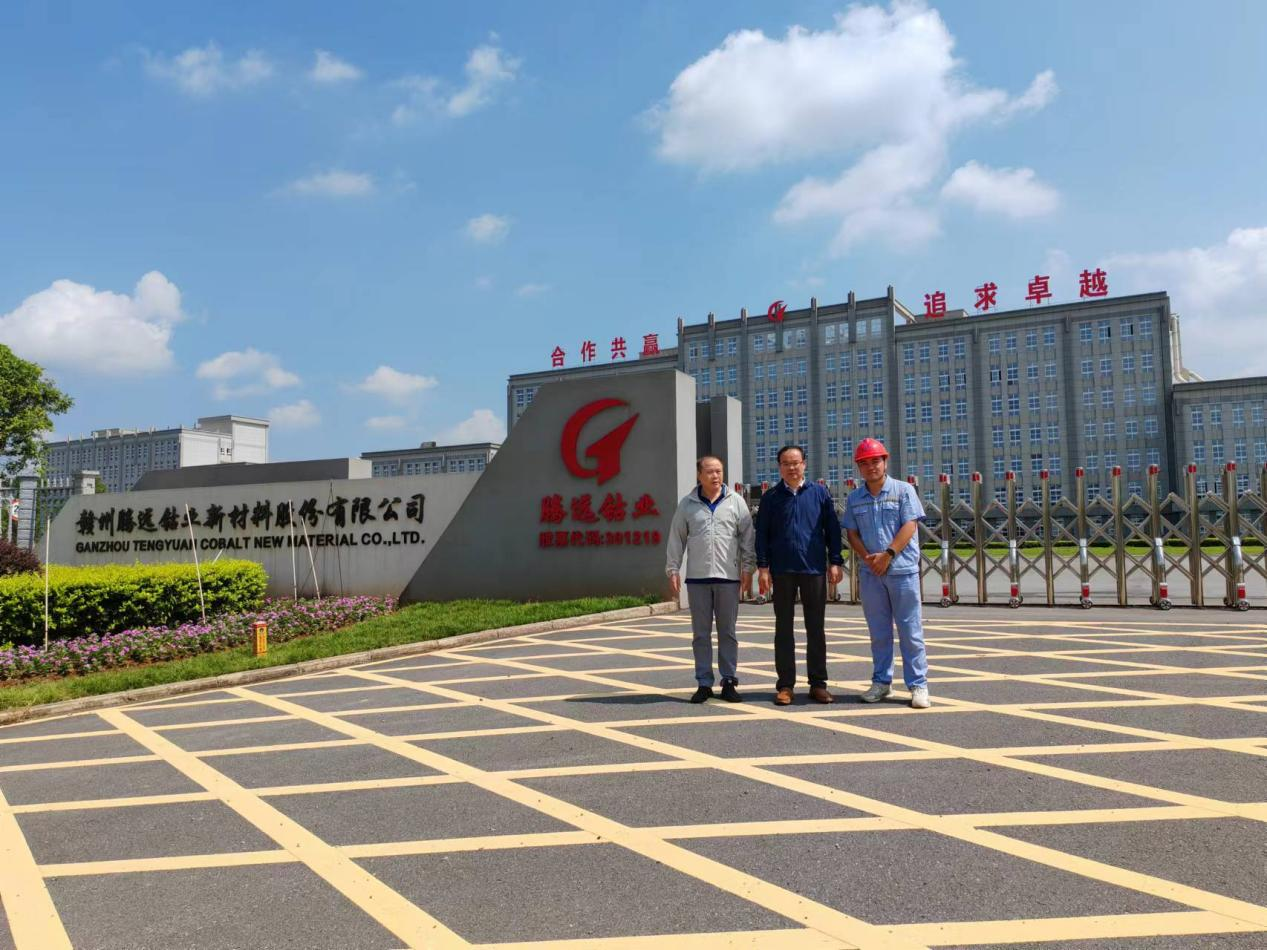 合作共赢
追求卓越
腾远钴业
股票代码:301219
赣州腾远钴业新材料股份有限公司
GANZHOU TENGYUAN COBALT NEW MATERIAL CO.,LTD.